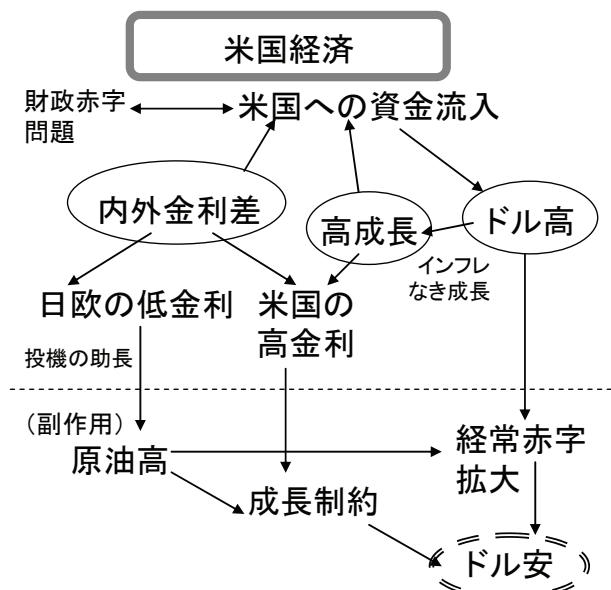 米国経済
財政赤字
問題
米国への資金流入
内外金利差
高成長
ドル高
インフレ
なき成長
日欧の低金利
米国の
高金利
投機の助長
（副作用）
原油高
経常赤字
拡大
成長制約
ドル安